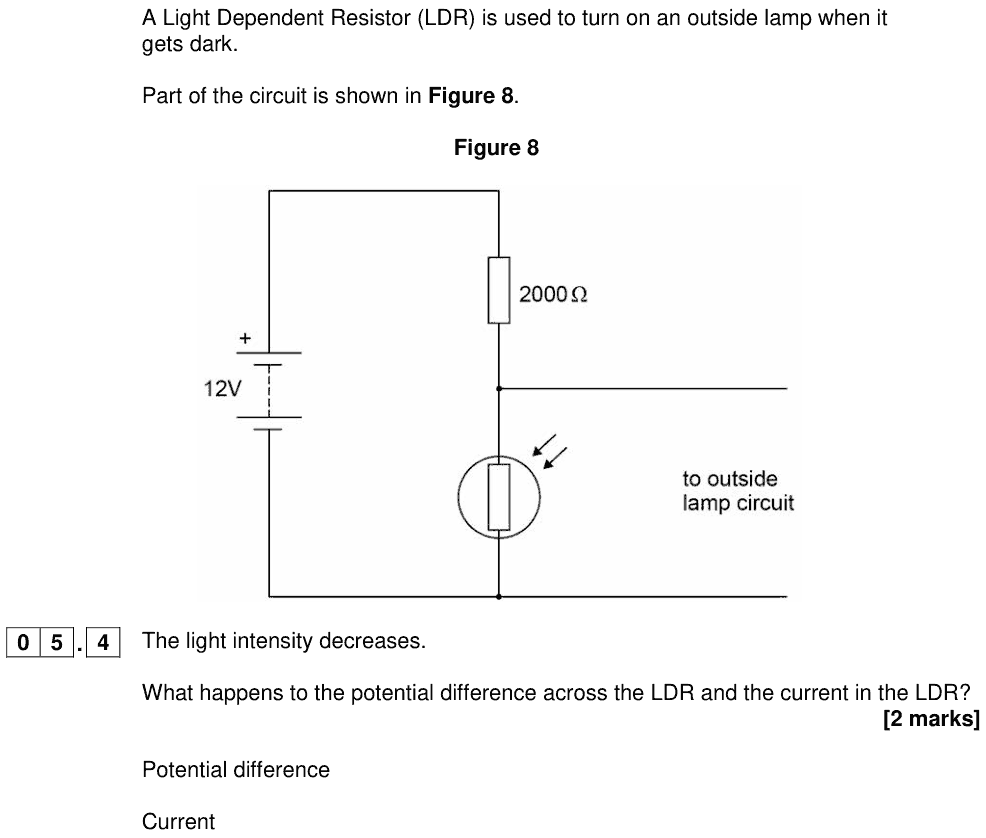 A Light Dependent Resistor (LDR) is used to turn on an outside lamp when it
gets dark.
Part of the circuit is shown in Figure 8.
Figure 8
2000Ω
+
12V
to outside
lamp circuit
0 5 . 4 The light intensity decreases.
What happens to the potential difference across the LDR and the current in the LDR?
[2 marks]
Potential difference
Current